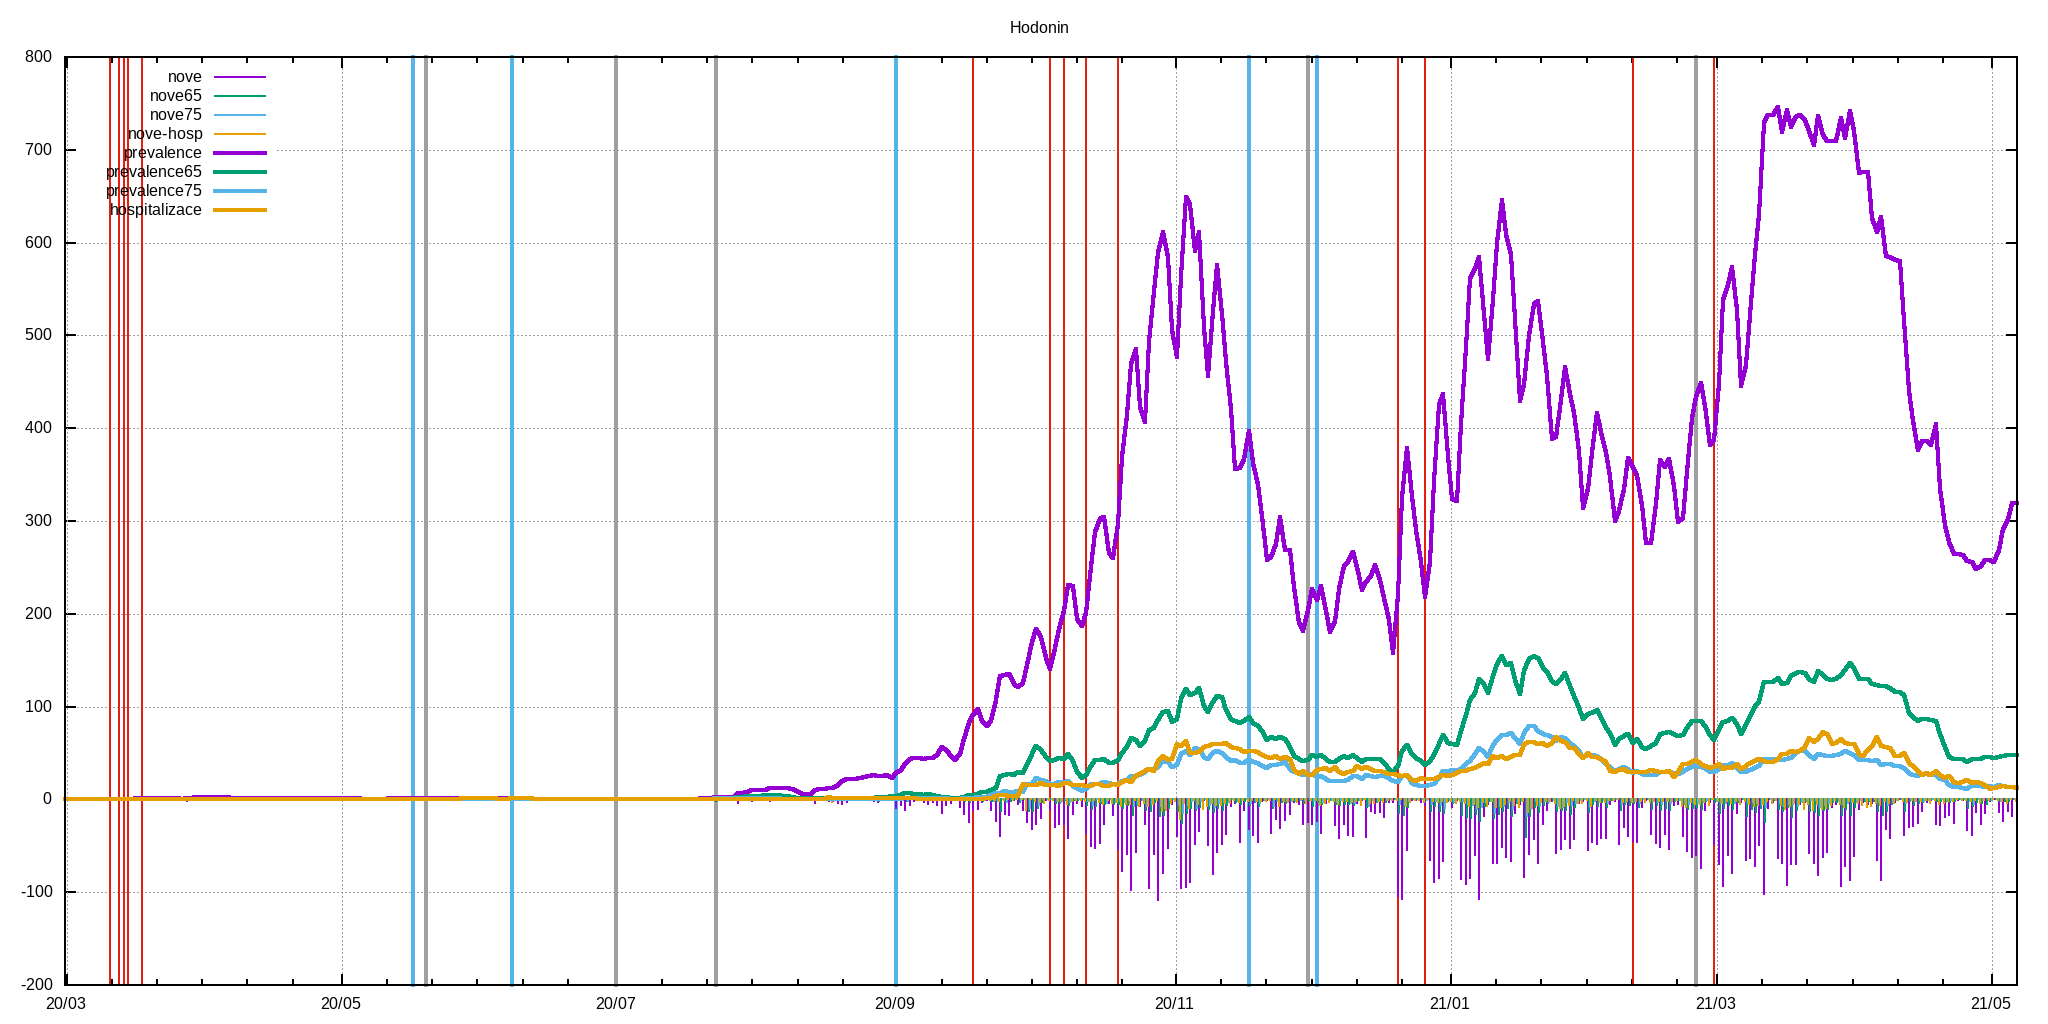 Hodonin
800
nove
nove65
nove75
nove-hosp
prevalence
prevalence65
prevalence75
hospitalizace
700
600
500
400
300
200
100
0
-100
-200
20/03 20/05 20/07 20/09 20/11 21/01 21/03 21/05